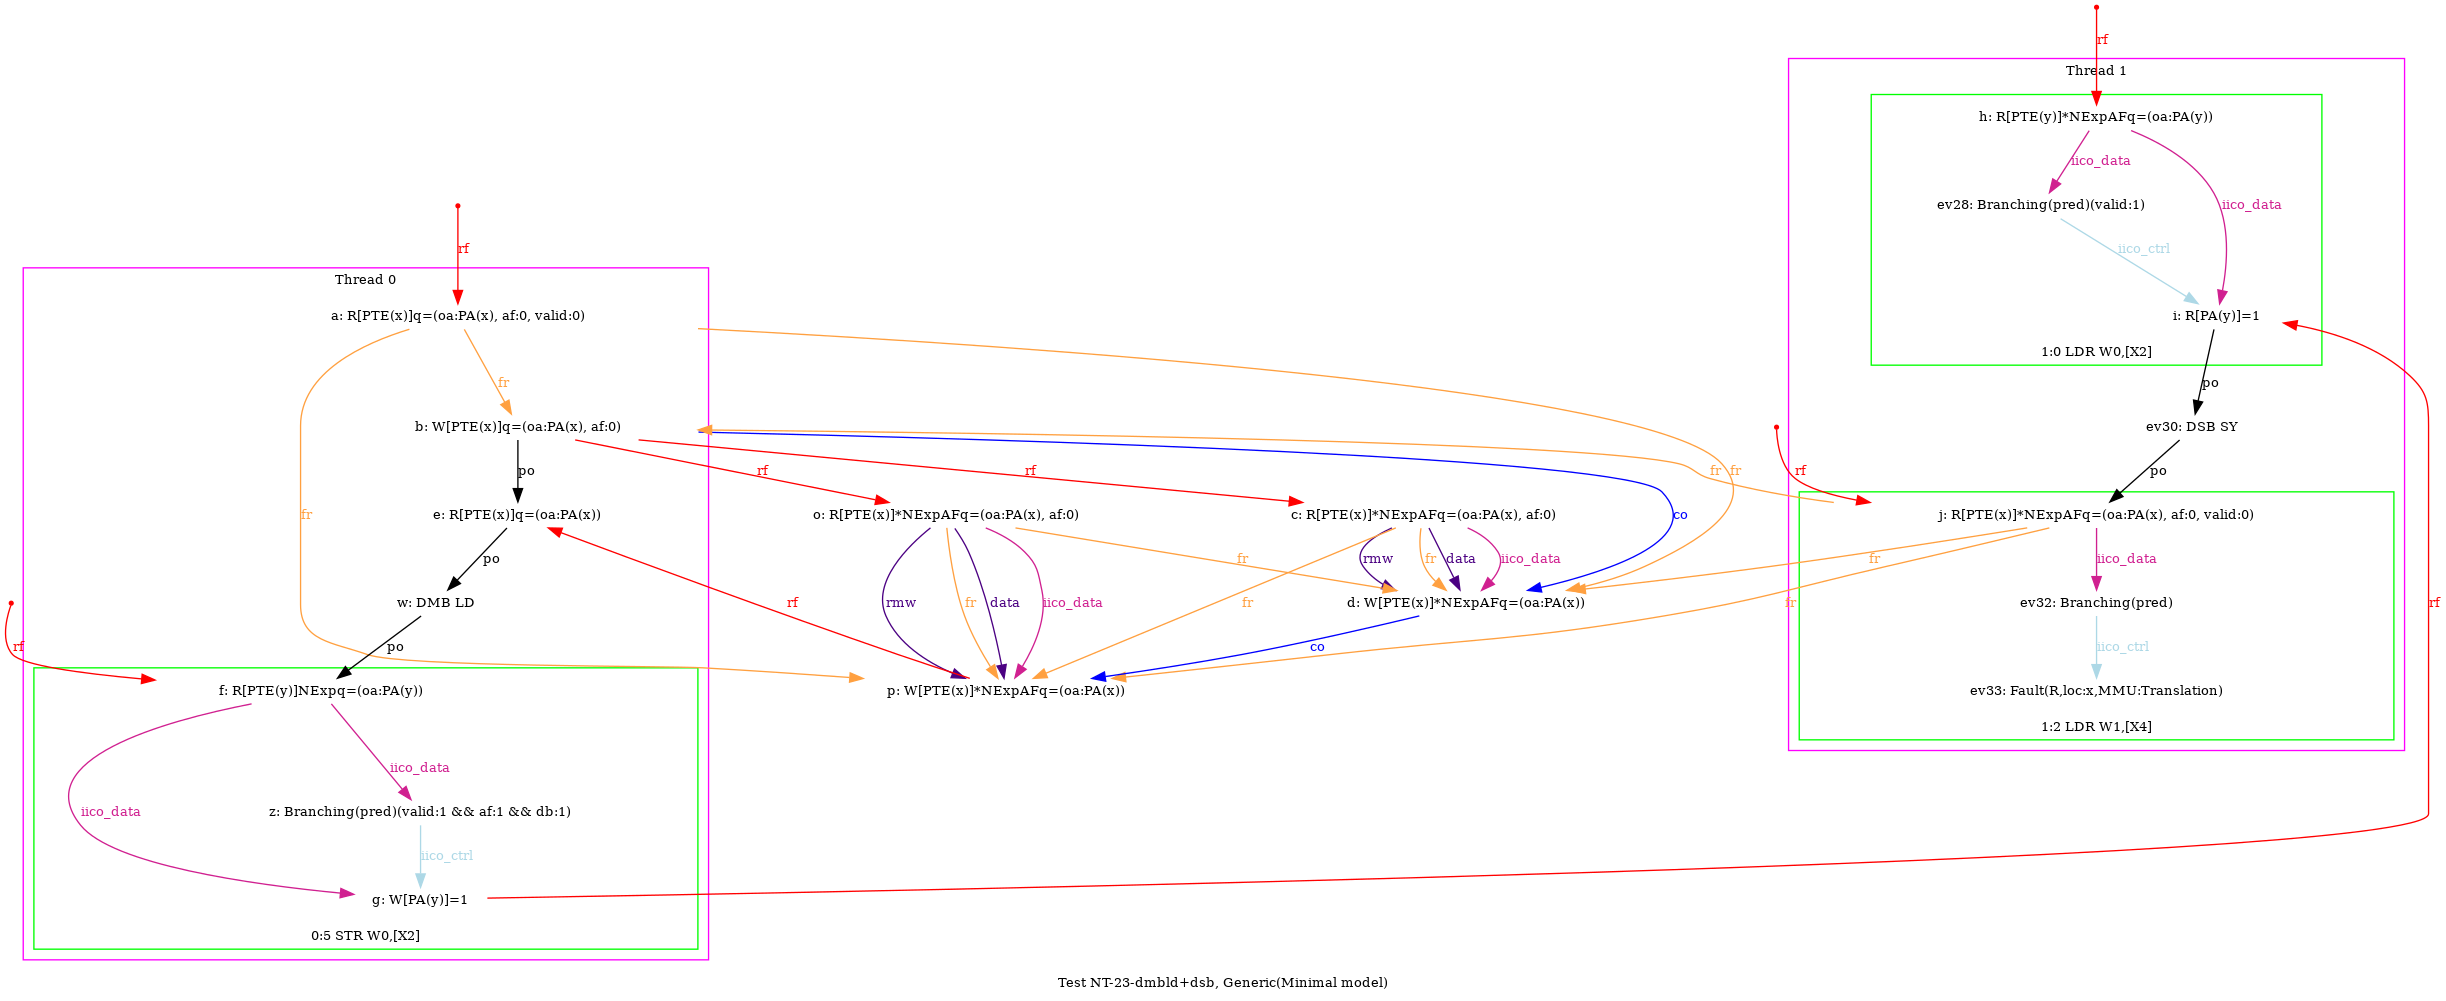 rf
Thread 1
h: R[PTE(y)]*NExpAFq=(oa:PA(y))
iico_data
ev28: Branching(pred)(valid:1)
iico_data
rf
iico_ctrl
Thread 0
a: R[PTE(x)]q=(oa:PA(x), af:0, valid:0)
i: R[PA(y)]=1
1:0 LDR W0,[X2]
fr
po
b: W[PTE(x)]q=(oa:PA(x), af:0)
ev30: DSB SY
po
rf
rf
fr
fr
rf
po
fr
e: R[PTE(x)]q=(oa:PA(x))
o: R[PTE(x)]*NExpAFq=(oa:PA(x), af:0)
c: R[PTE(x)]*NExpAFq=(oa:PA(x), af:0)
co
j: R[PTE(x)]*NExpAFq=(oa:PA(x), af:0, valid:0)
po
fr
rmw
fr
data
iico_data
fr
iico_data
rf
rmw
fr
data
iico_data
fr
fr
rf
w: DMB LD
d: W[PTE(x)]*NExpAFq=(oa:PA(x))
ev32: Branching(pred)
rf
po
co
iico_ctrl
f: R[PTE(y)]NExpq=(oa:PA(y))
p: W[PTE(x)]*NExpAFq=(oa:PA(x))
ev33: Fault(R,loc:x,MMU:Translation)
1:2 LDR W1,[X4]
iico_data
iico_data
z: Branching(pred)(valid:1 && af:1 && db:1)
iico_ctrl
g: W[PA(y)]=1
0:5 STR W0,[X2]
Test NT-23-dmbld+dsb, Generic(Minimal model)